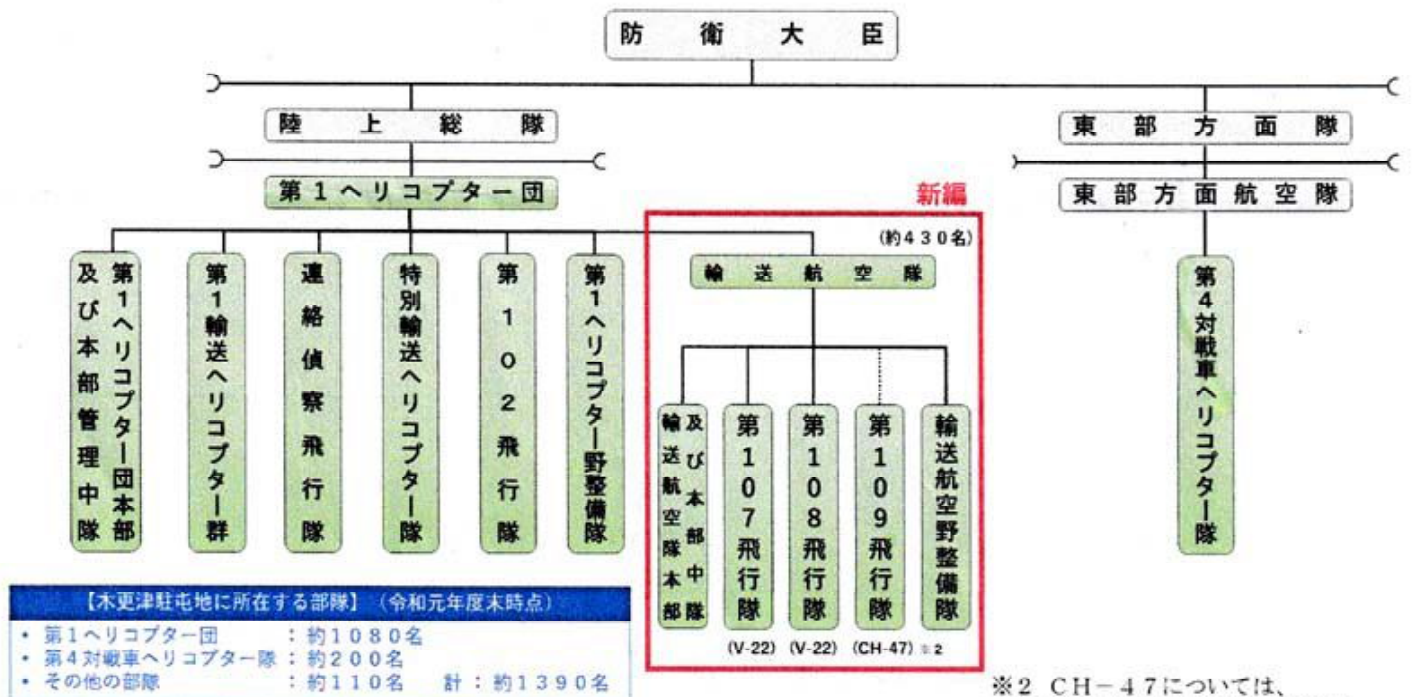 防衛大臣
陸上総隊
東部方面隊
第1ヘリコプター団
新編
東部方面航空隊
(約430名)
輸送航空隊
第1ヘリコプター団本部
及び本部管理中隊
第1輸送ヘリコプター群
連絡偵察飛行隊
特別輸送ヘリコプター隊
第102飛行隊
第1ヘリコプター野整備隊
輸送航空隊本部
及び本部中隊
第107飛行隊
第108飛行隊
第109飛行隊
輸送航空野整備隊
第4対戦車ヘリコプター隊
(V-22) (V-22) (CH-47) ※2
【木更津駐屯地に所在する部隊】(令和元年度末時点)
・ 第1ヘリコプター団 :約1080名
・ 第4対戦車ヘリコプター隊:約200名
・ その他の部隊 :約110名 計:約1390名
※2 CH-47については、